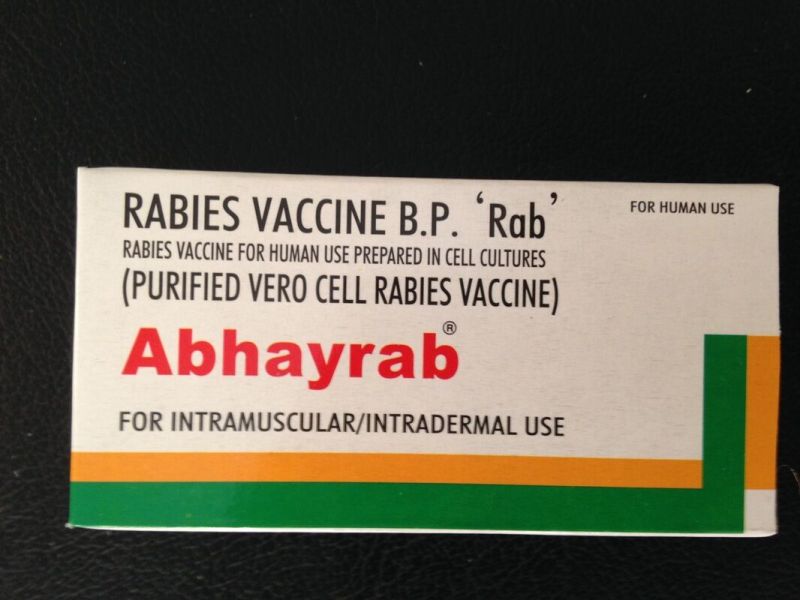 RABIES VACCINE B.P. ‘Rab’
FOR HUMAN USE
RABIES VACCINE FOR HUMAN USE PREPARED IN CELL CULTURES
(PURIFIED VERO CELL RABIES VACCINE)
Abhayrab®
FOR INTRAMUSCULAR/INTRADERMAL USE